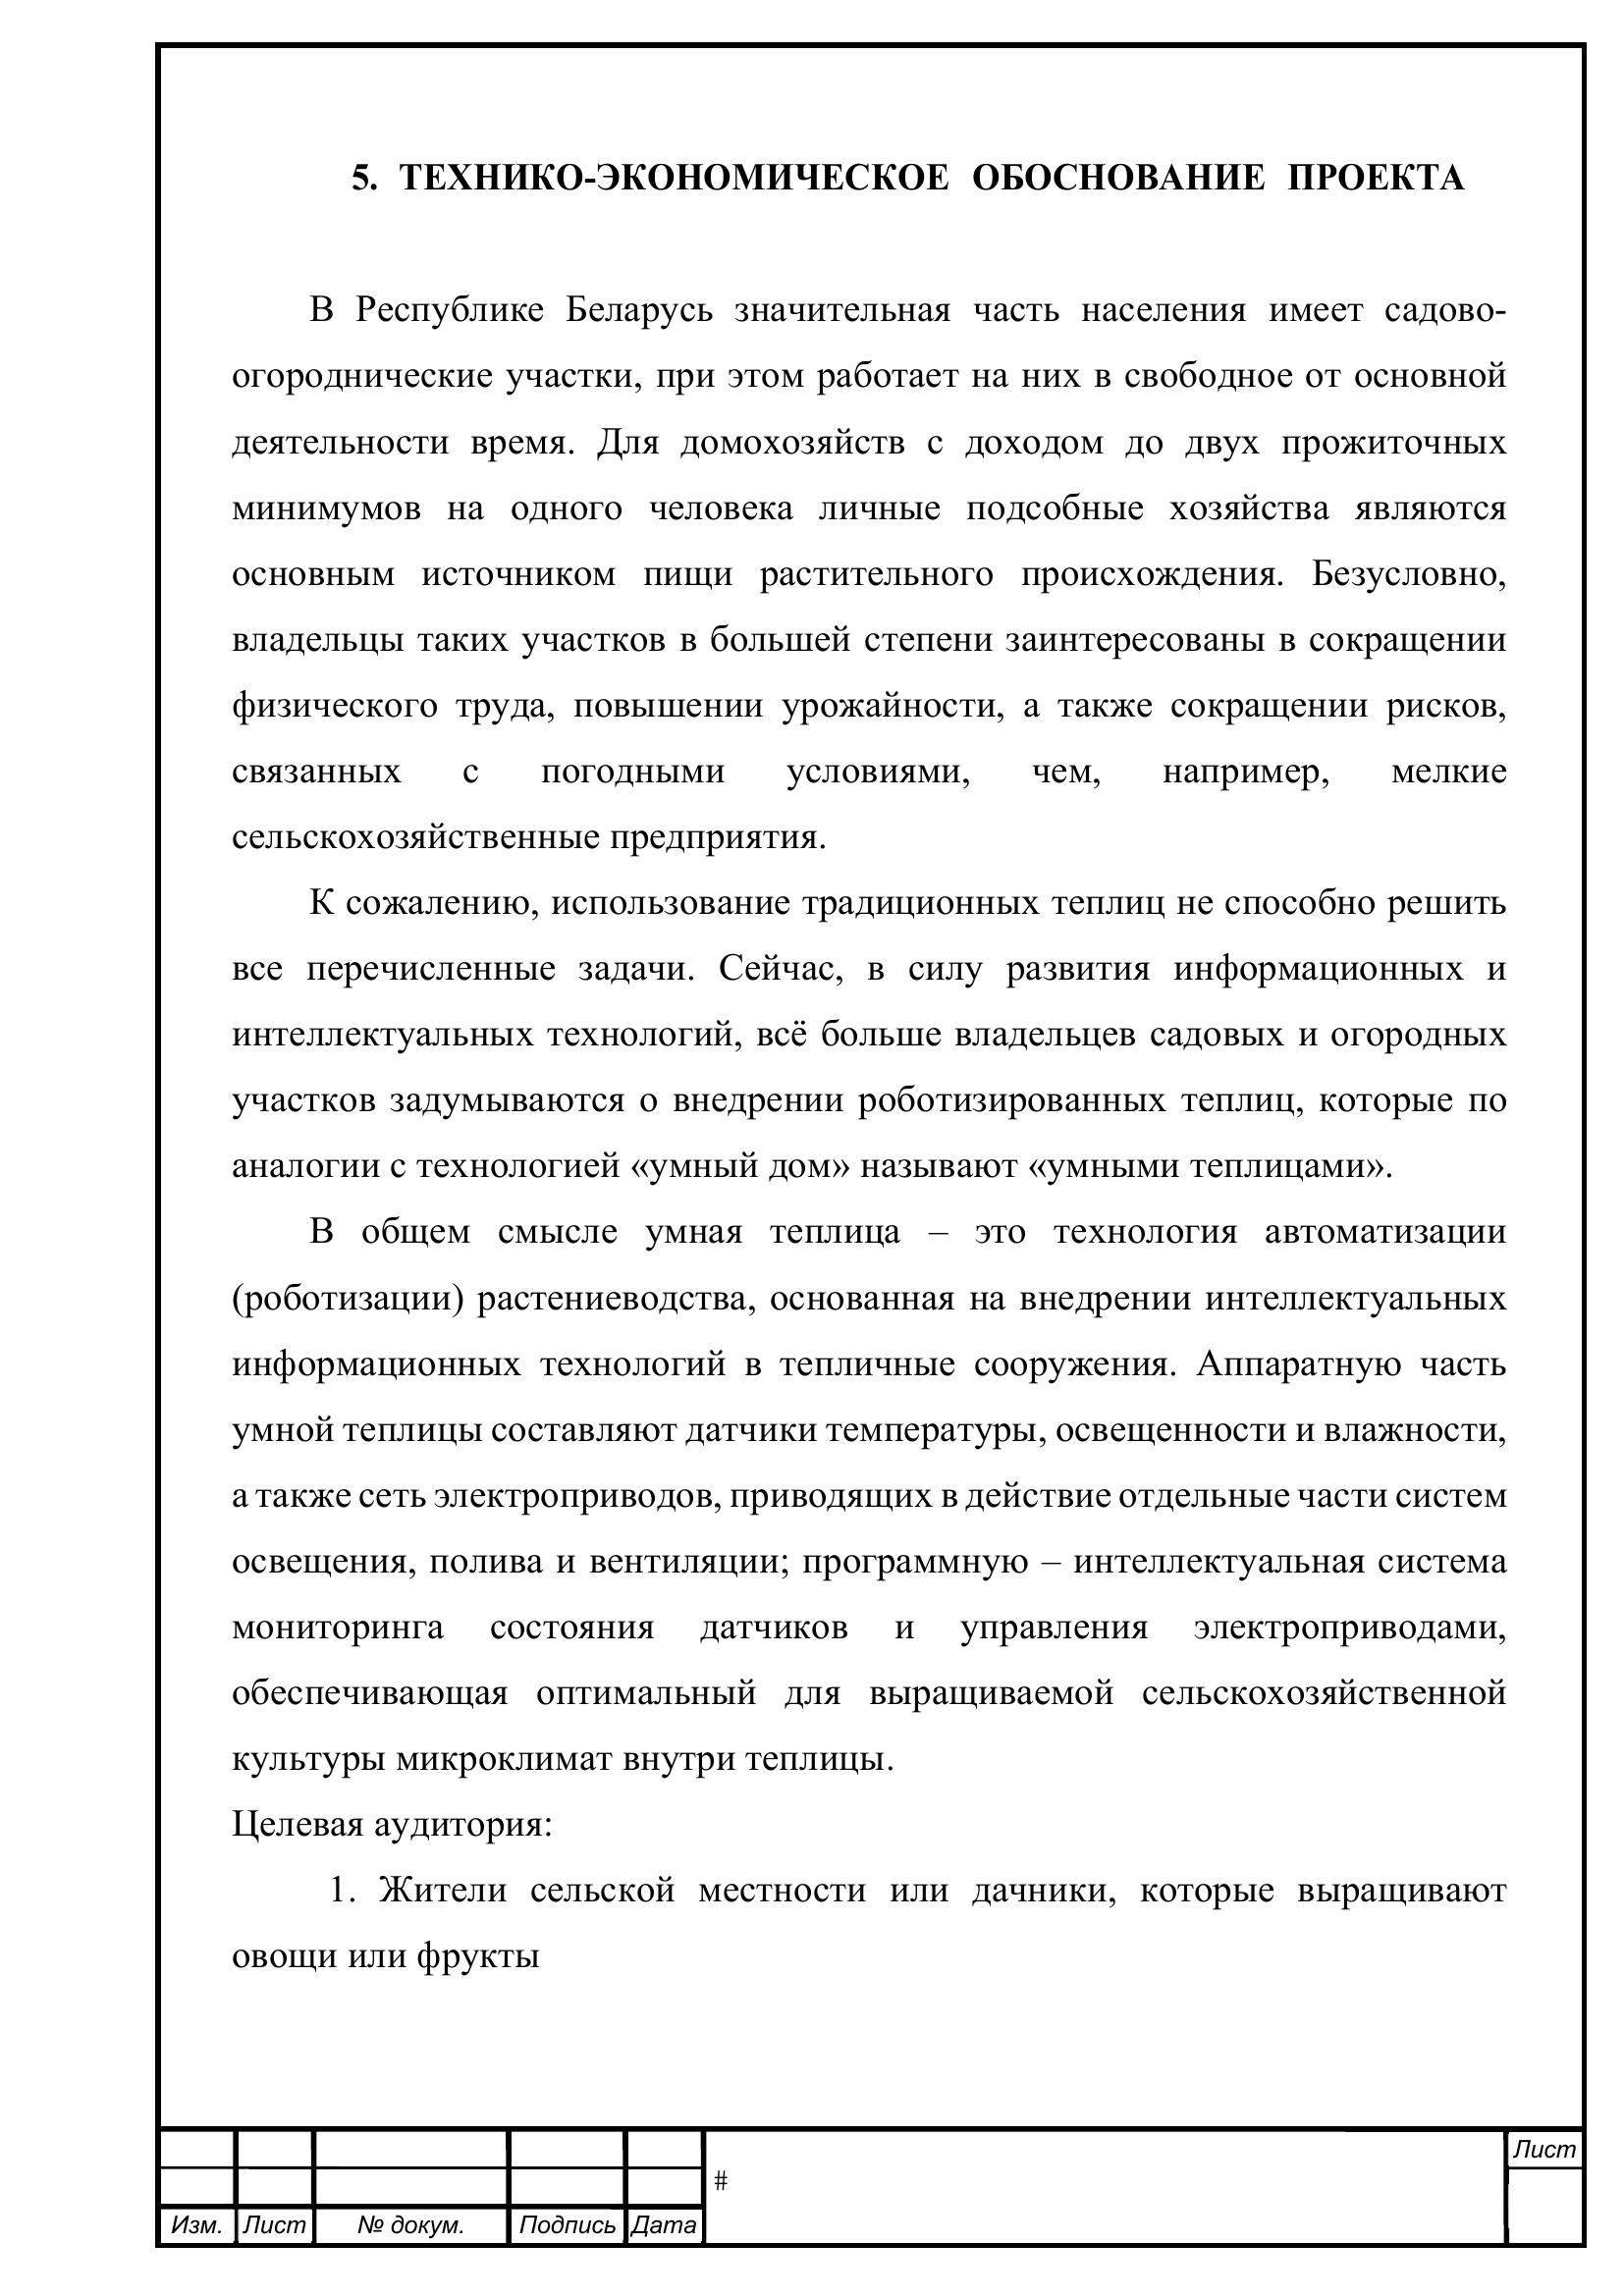 5. ТЕХНИКО-ЭКОНОМИЧЕСКОЕ ОБОСНОВАНИЕ ПРОЕКТА
В Республике Беларусь значительная часть населения имеет садово-
огороднические участки, при этом работает на них в свободное от основной
деятельности время. Для домохозяйств с доходом до двух прожиточных
минимумов на одного человека личные подсобные хозяйства являются
основным источником пищи растительного происхождения. Безусловно,
владельцы таких участков в большей степени заинтересованы в сокращении
физического труда, повышении урожайности, а также сокращении рисков,
связанных с погодными условиями, чем, например, мелкие
сельскохозяйственные предприятия.
К сожалению, использование традиционных теплиц не способно решить
все перечисленные задачи. Сейчас, в силу развития информационных и
интеллектуальных технологий, всё больше владельцев садовых и огородных
участков задумываются о внедрении роботизированных теплиц, которые по
аналогии с технологией «умный дом» называют «умными теплицами».
В общем смысле умная теплица – это технология автоматизации
(роботизации) растениеводства, основанная на внедрении интеллектуальных
информационных технологий в тепличные сооружения. Аппаратную часть
умной теплицы составляют датчики температуры, освещенности и влажности,
а также сеть электроприводов, приводящих в действие отдельные части систем
освещения, полива и вентиляции; программную – интеллектуальная система
мониторинга состояния датчиков и управления электроприводами,
обеспечивающая оптимальный для выращиваемой сельскохозяйственной
культуры микроклимат внутри теплицы.
Целевая аудитория:
1. Жители сельской местности или дачники, которые выращивают
овощи или фрукты
Лист
#
Изм. Лист № докум. Подпись Дата